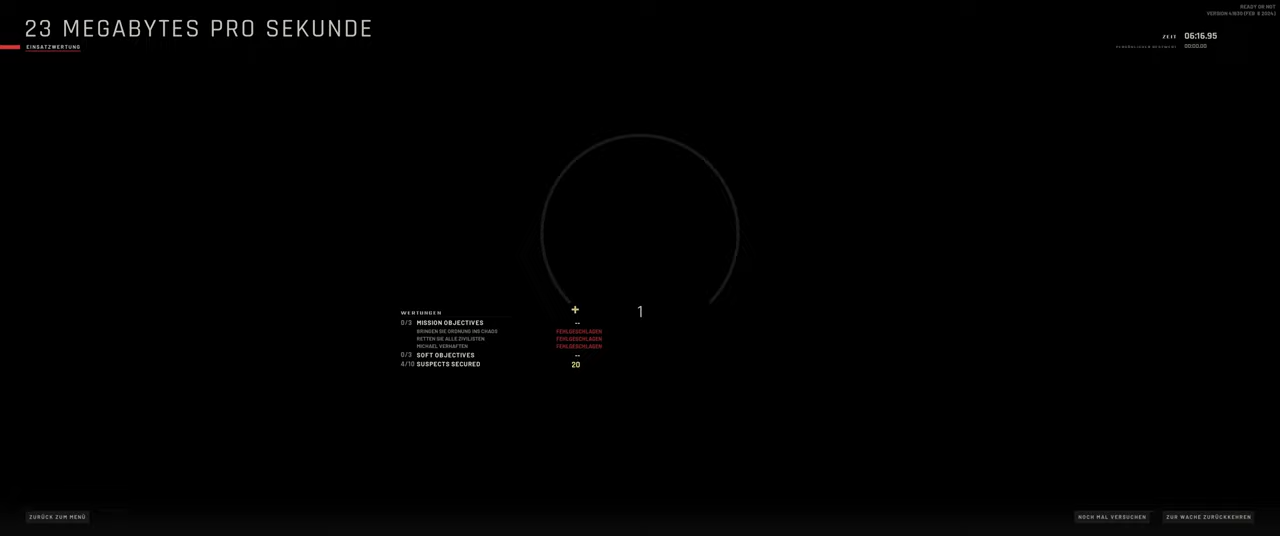 23 MEGABYTES PRO SEKUNDE
EINSATZWERTUNG
READY OR NOT
ZEIT 06:16.95
PERSÖNLICHER BESTWERT 00:00.00
1
WERTUNGEN +
0/3 MISSION OBJECTIVES --
BRINGEN SIE ORDNUNG INS CHAOS FEHLGESCHLAGEN
RETTEN SIE ALLE ZIVILISTEN FEHLGESCHLAGEN
MICHAEL VERHAFTEN FEHLGESCHLAGEN
0/3 SOFT OBJECTIVES --
4/10 SUSPECTS SECURED 20
ZURÜCK ZUM MENÜ
NOCH MAL VERSUCHEN
ZUR WACHE ZURÜCKKEHREN